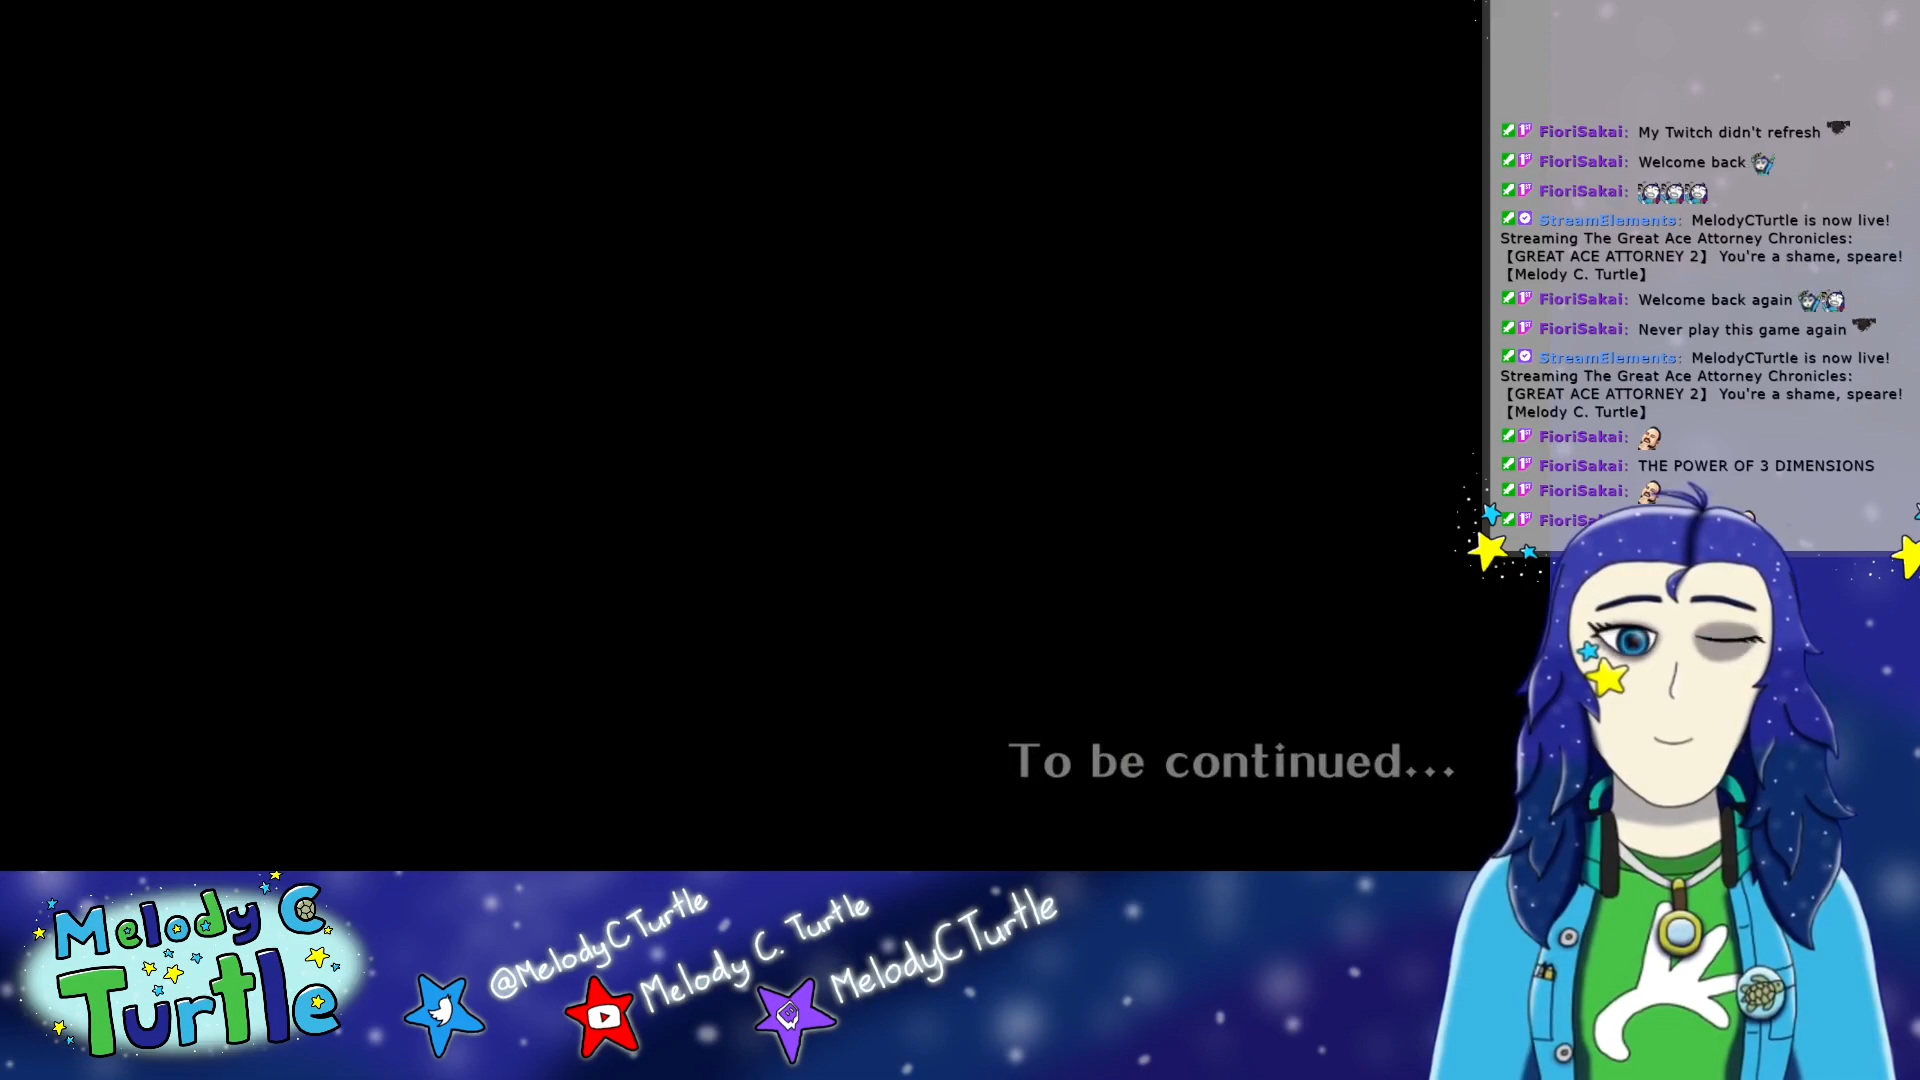 FioriSakai: My Twitch didn't refresh
FioriSakai: Welcome back
FioriSakai:
StreamElements: MelodyCTurtle is now live!
Streaming The Great Ace Attorney Chronicles:
【GREAT ACE ATTORNEY 2】 You're a shame, speare!
【Melody C. Turtle】
FioriSakai: Welcome back again
FioriSakai: Never play this game again
StreamElements: MelodyCTurtle is now live!
Streaming The Great Ace Attorney Chronicles:
【GREAT ACE ATTORNEY 2】 You're a shame, speare!
【Melody C. Turtle】
FioriSakai:
FioriSakai: THE POWER OF 3 DIMENSIONS
FioriSakai:
To be continued...
Melody C.
Turtle
@MelodyCTurtle
Melody C. Turtle
MelodyCTurtle